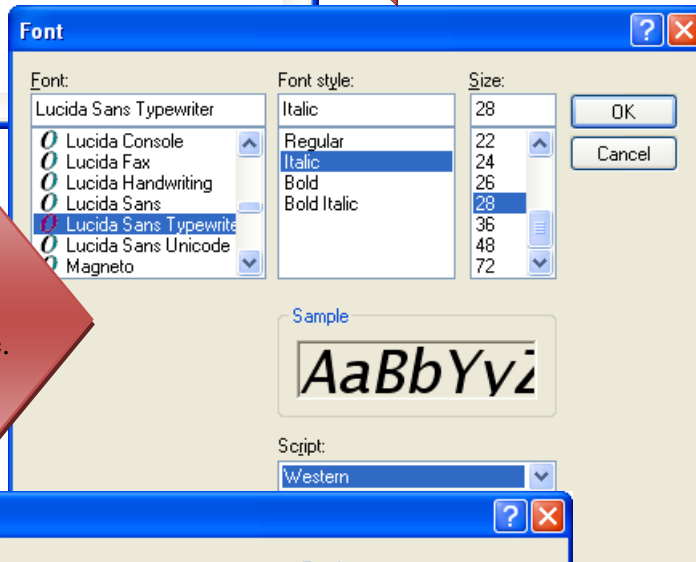 Font
Font: Font style: Size:
Lucida Sans Typewriter Italic 28 OK
Lucida Console Regular 22 Cancel
Lucida Fax Italic 24
Lucida Handwriting Bold 26
Lucida Sans Bold Italic 28
Lucida Sans Typewrite 36
Lucida Sans Unicode 48
Magneto 72
Sample
AaBbYyZ
Script:
Western